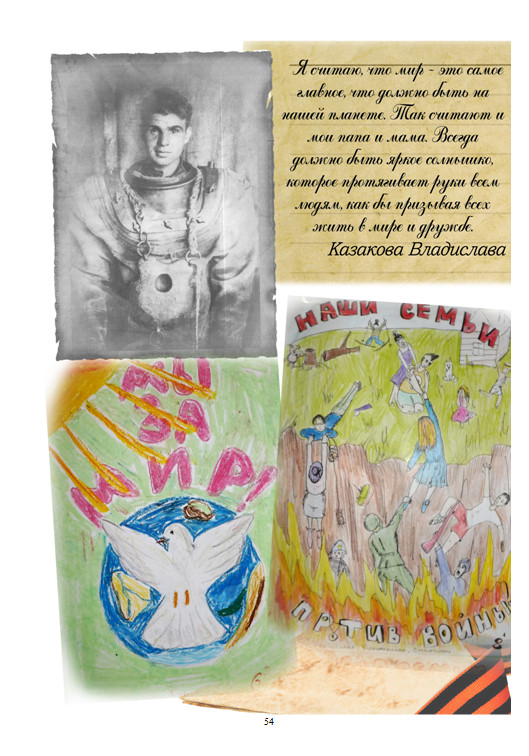 Я считаю, что мир - это самое
главное, что должно быть на
нашей планете. Так считают и
мои папа и мама. Всегда
должно быть яркое солнышко,
которое протягивает руки всем
людям, как бы призывая всех
жить в мире и дружбе.
Казакова Владислава
НАШИ СЕМЬИ
МЫ
ЗА
МИР!
ПРОТИВ ВОЙНЫ
54